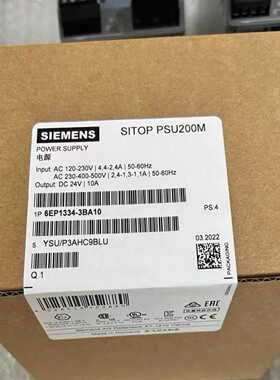 SIEMENS
SITOP PSU200M
POWER SUPPLY
电源
Input: AC 120-230V | 4,4-2,4A | 50-60Hz
AC 230-400-500V | 2,4-1,3-1,1A | 50-60Hz
Output: DC 24V | 10A
1P 6EP1334-3BA10
PS:4
S YSU/P3AHC9BLU
03.2022
PACKAGING
Q 1
EAC